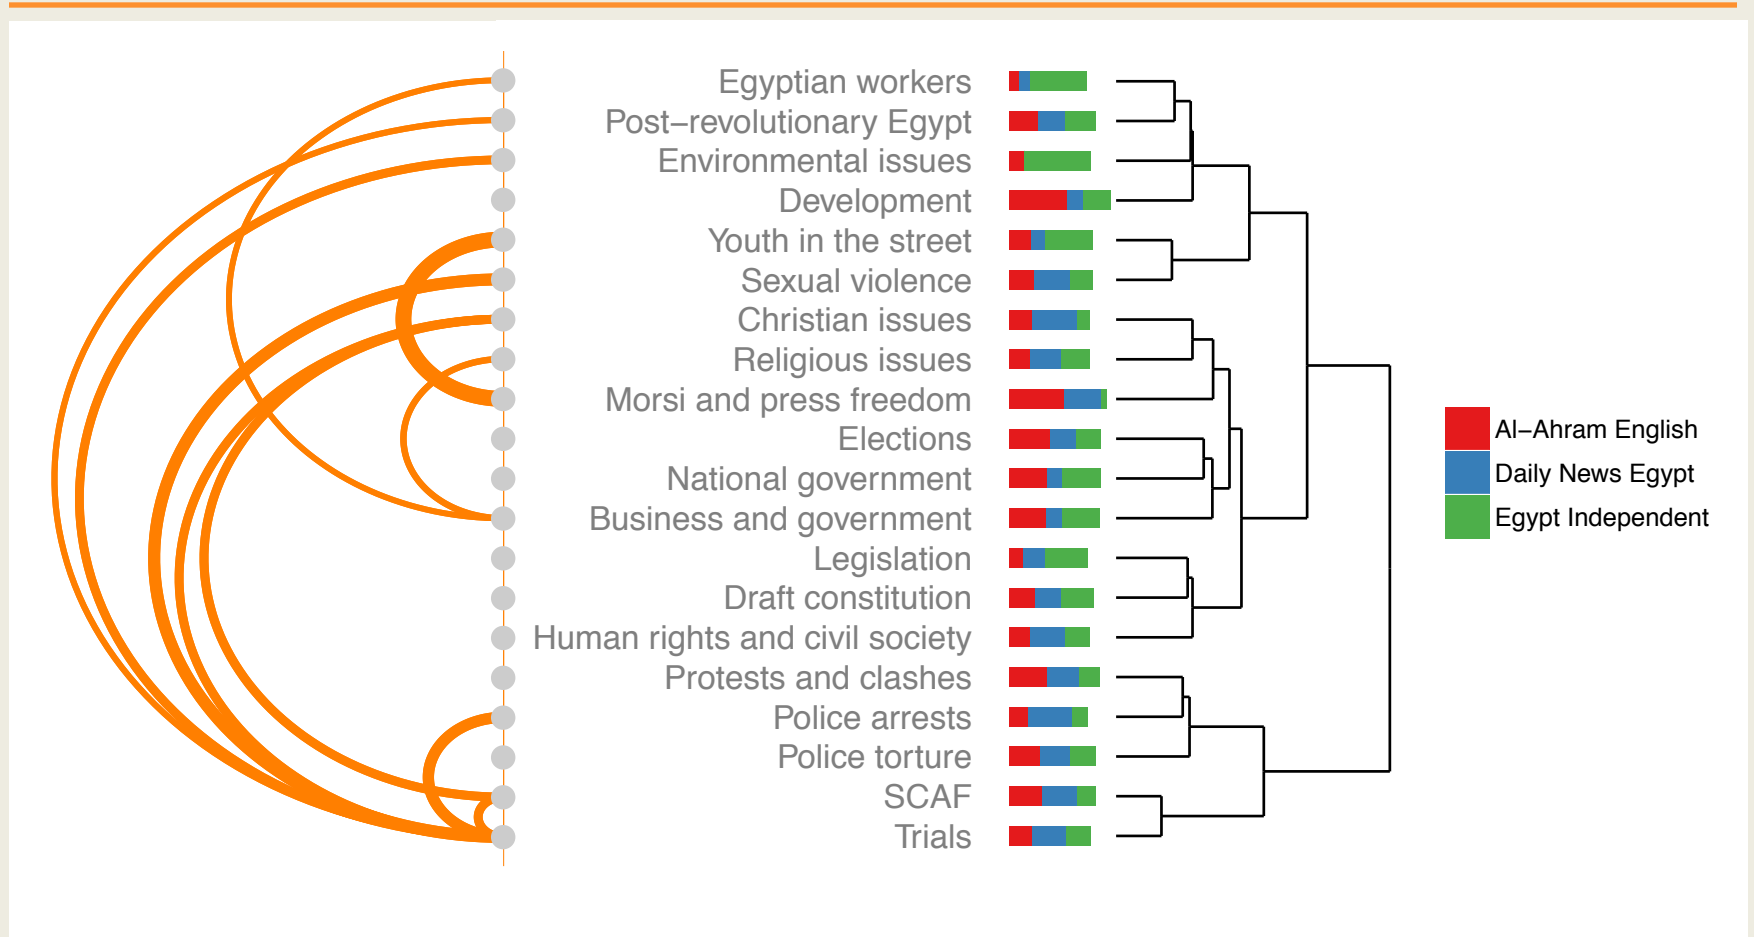 Egyptian workers
Post−revolutionary Egypt
Environmental issues
Development
Youth in the street
Sexual violence
Christian issues
Religious issues
Morsi and press freedom
Elections
National government
Business and government
Legislation
Draft constitution
Human rights and civil society
Protests and clashes
Police arrests
Police torture
SCAF
Trials
Al−Ahram English
Daily News Egypt
Egypt Independent